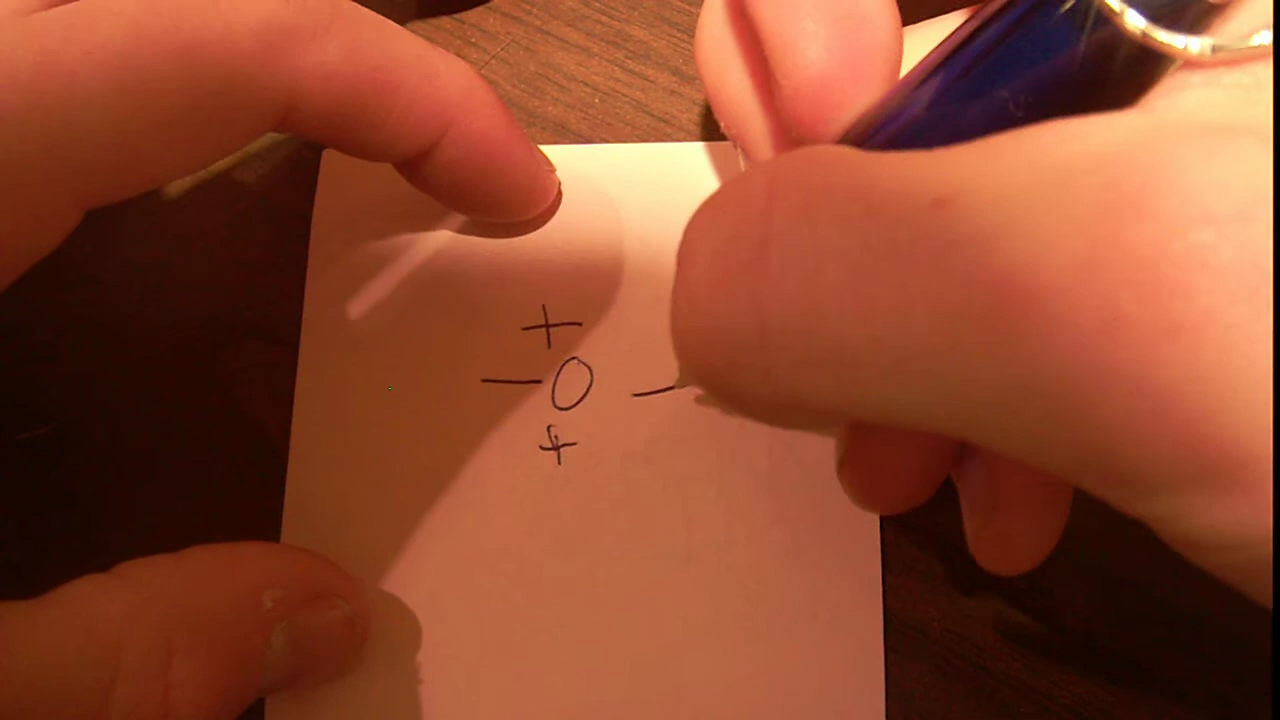 +
—O —
+